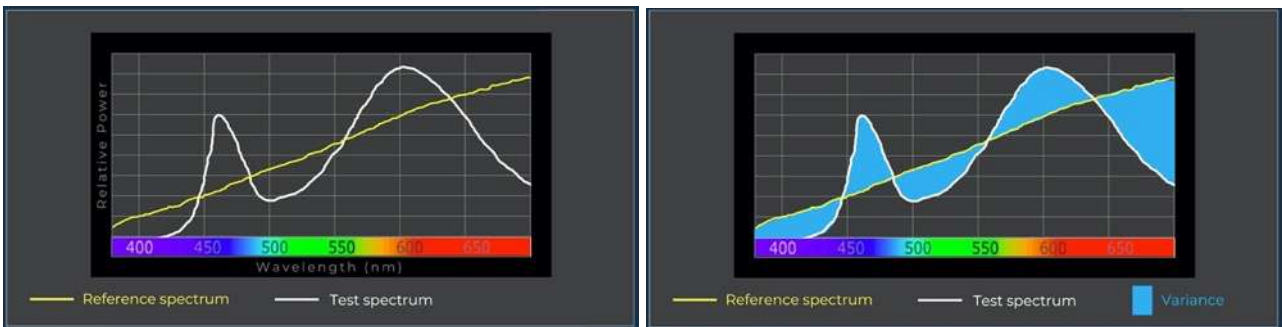 Relative Power
400 450 500 550 600 650
Wavelength (nm)
Reference spectrum Test spectrum
400 450 500 550 600 650
Reference spectrum Test spectrum Variance